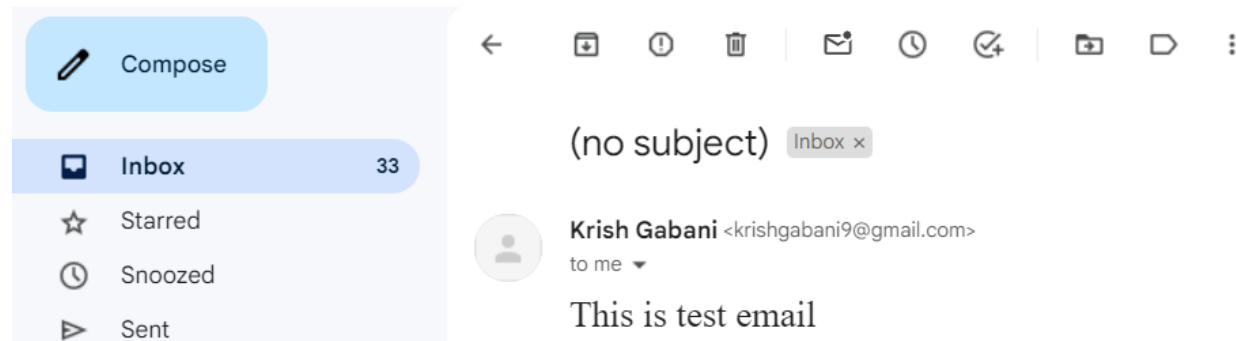 Compose
Inbox 33
Starred
Snoozed
Sent
(no subject) Inbox ×
Krish Gabani <krishgabani9@gmail.com>
to me
This is test email